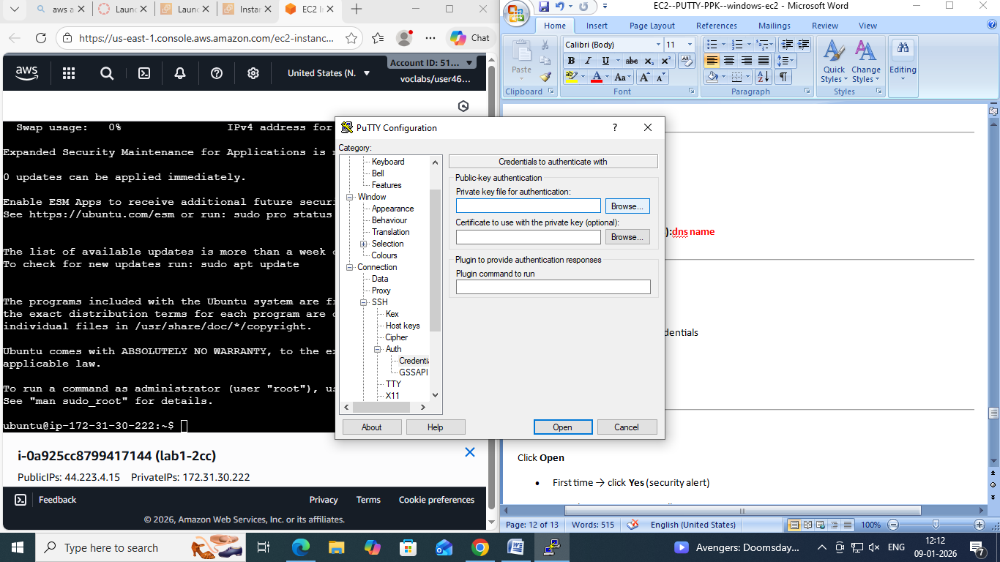 aws a
Launc
Launc
Instar
EC2 In
https://us-east-1.console.aws.amazon.com/ec2-instanc...
Chat
aws
United States (N.
Account ID: 51...
voclabs/user46...
Swap usage:   0%                 IPv4 address for
Expanded Security Maintenance for Applications is n
0 updates can be applied immediately.
Enable ESM Apps to receive additional future securi
See https://ubuntu.com/esm or run: sudo pro status
The list of available updates is more than a week o
To check for new updates run: sudo apt update
The programs included with the Ubuntu system are fr
the exact distribution terms for each program are d
individual files in /usr/share/doc/*/copyright.
Ubuntu comes with ABSOLUTELY NO WARRANTY, to the ex
applicable law.
To run a command as administrator (user "root"), us
See "man sudo_root" for details.
ubuntu@ip-172-31-30-222:~$
i-0a925cc8799417144 (lab1-2cc)
PublicIPs: 44.223.4.15    PrivateIPs: 172.31.30.222
Feedback
Privacy
Terms
Cookie preferences
© 2026, Amazon Web Services, Inc. or its affiliates.
PuTTY Configuration
?
Category:
Keyboard
Bell
Features
Window
Appearance
Behaviour
Translation
Selection
Colours
Connection
Data
Proxy
SSH
Kex
Host keys
Cipher
Auth
Credentia
GSSAPI
TTY
X11
Credentials to authenticate with
Public-key authentication
Private key file for authentication:
Browse...
Certificate to use with the private key (optional):
Browse...
Plugin to provide authentication responses
Plugin command to run
About
Help
Open
Cancel
EC2--PUTTY-PPK--windows-ec2 - Microsoft Word
Home
Insert
Page Layout
References
Mailings
Review
View
Paste
Clipboard
Calibri (Body)
11
B I U abc x₂ x²
ab A Aa A A
Font
Paragraph
Quick Styles
Change Styles
Styles
Editing
):dns name
dentials
Click Open
• First time → click Yes (security alert)
Page: 12 of 13
Words: 515
English (United States)
100%
Type here to search
Avengers: Doomsday...
ENG
12:12
09-01-2026
7